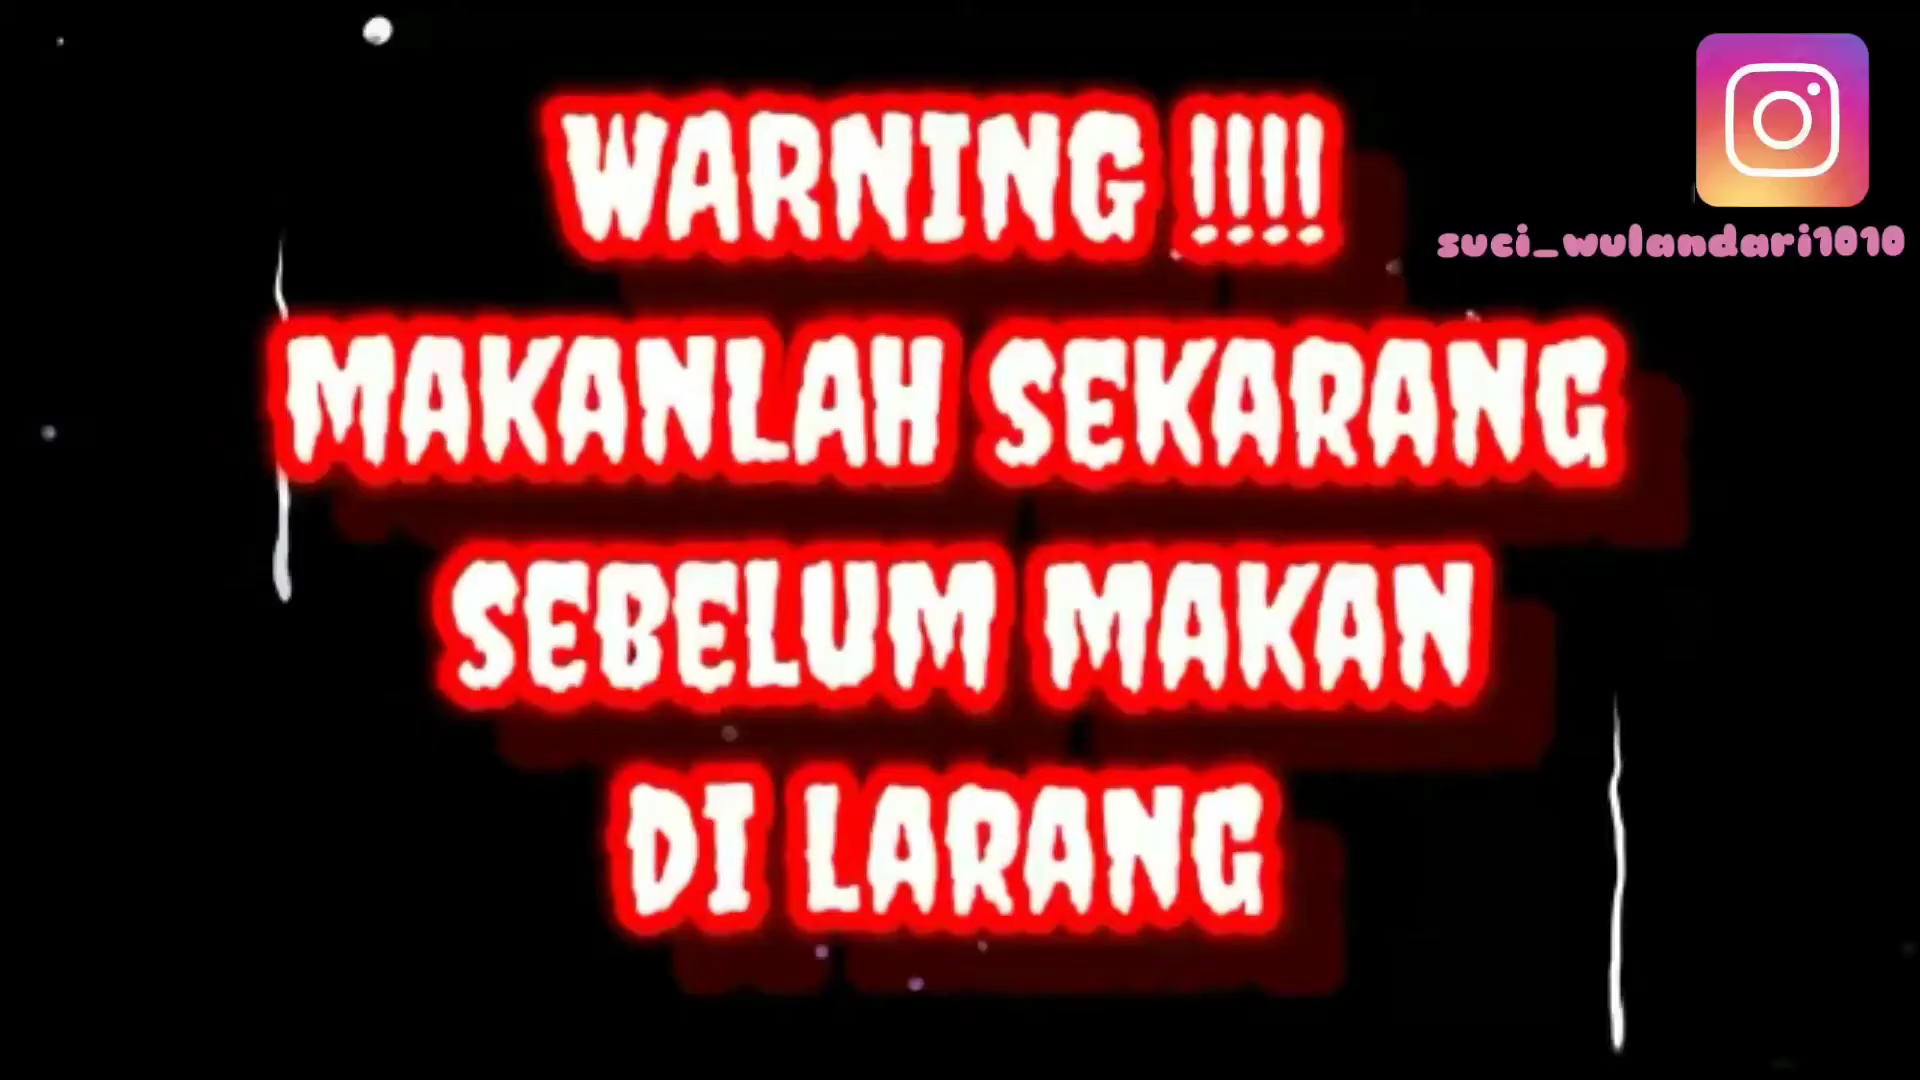 WARNING !!!!
suci_wulandari1010
MAKANLAH SEKARANG
SEBELUM MAKAN
DI LARANG